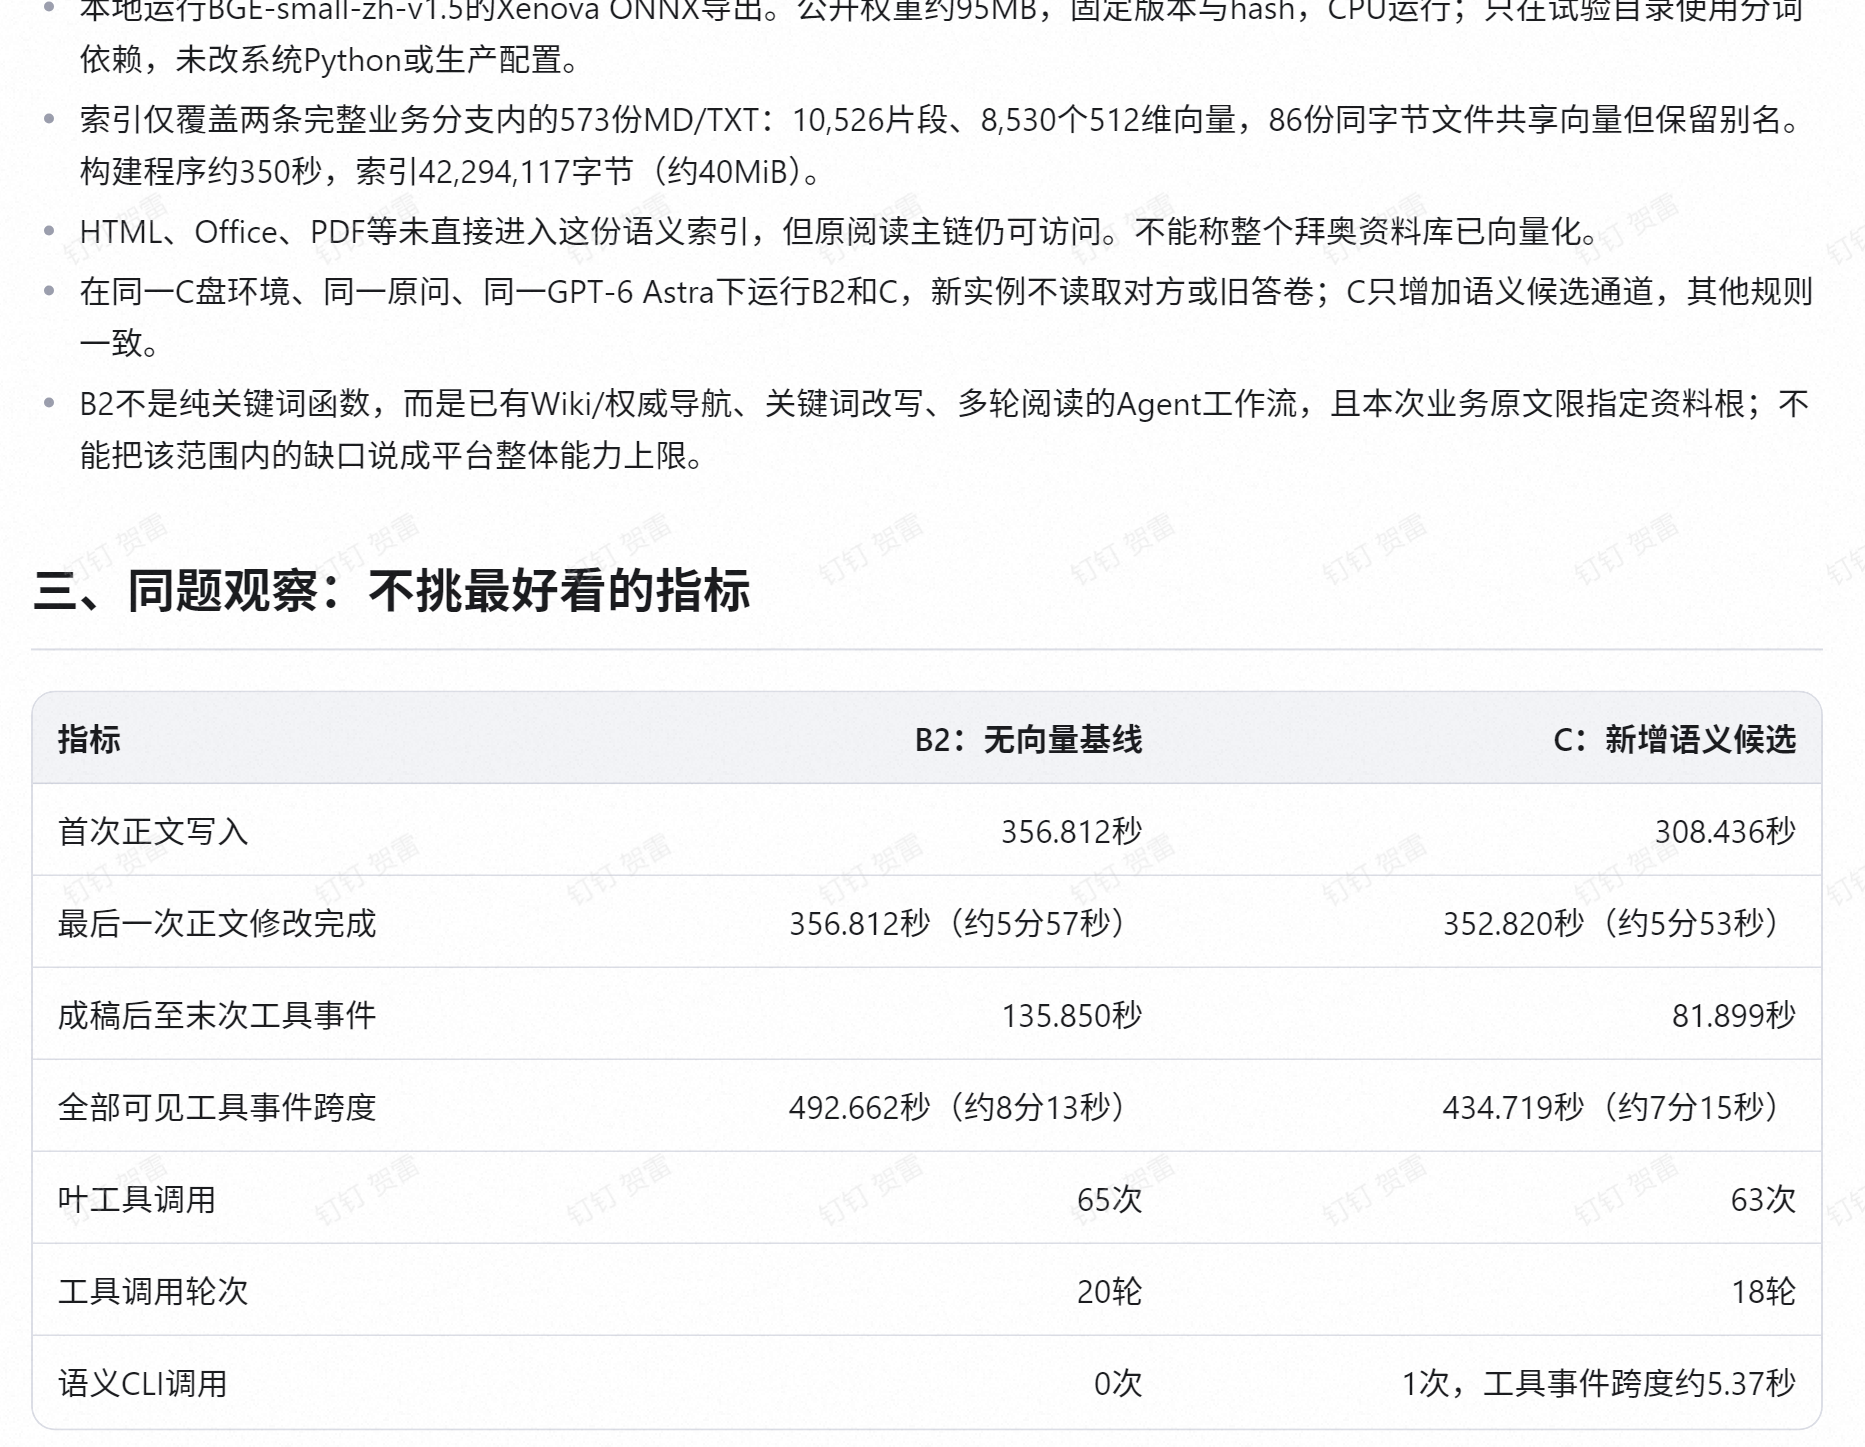 本地运行BGE-small-zh-v1.5的Xenova ONNX导出。公开权重约95MB，固定版本与hash，CPU运行；只在试验目录使用分词
依赖，未改系统Python或生产配置。
索引仅覆盖两条完整业务分支内的573份MD/TXT：10,526片段、8,530个512维向量，86份同字节文件共享向量但保留别名。
构建程序约350秒，索引42,294,117字节（约40MiB）。
HTML、Office、PDF等未直接进入这份语义索引，但原阅读主链仍可访问。不能称整个拜奥资料库已向量化。
在同一C盘环境、同一原问、同一GPT-6 Astra下运行B2和C，新实例不读取对方或旧答卷；C只增加语义候选通道，其他规则
一致。
B2不是纯关键词函数，而是已有Wiki/权威导航、关键词改写、多轮阅读的Agent工作流，且本次业务原文限指定资料根；不
能把该范围内的缺口说成平台整体能力上限。
三、同题观察：不挑最好看的指标
指标 B2：无向量基线 C：新增语义候选
首次正文写入 356.812秒 308.436秒
最后一次正文修改完成 356.812秒（约5分57秒） 352.820秒（约5分53秒）
成稿后至末次工具事件 135.850秒 81.899秒
全部可见工具事件跨度 492.662秒（约8分13秒） 434.719秒（约7分15秒）
叶工具调用 65次 63次
工具调用轮次 20轮 18轮
语义CLI调用 0次 1次，工具事件跨度约5.37秒
钉钉 贺雷